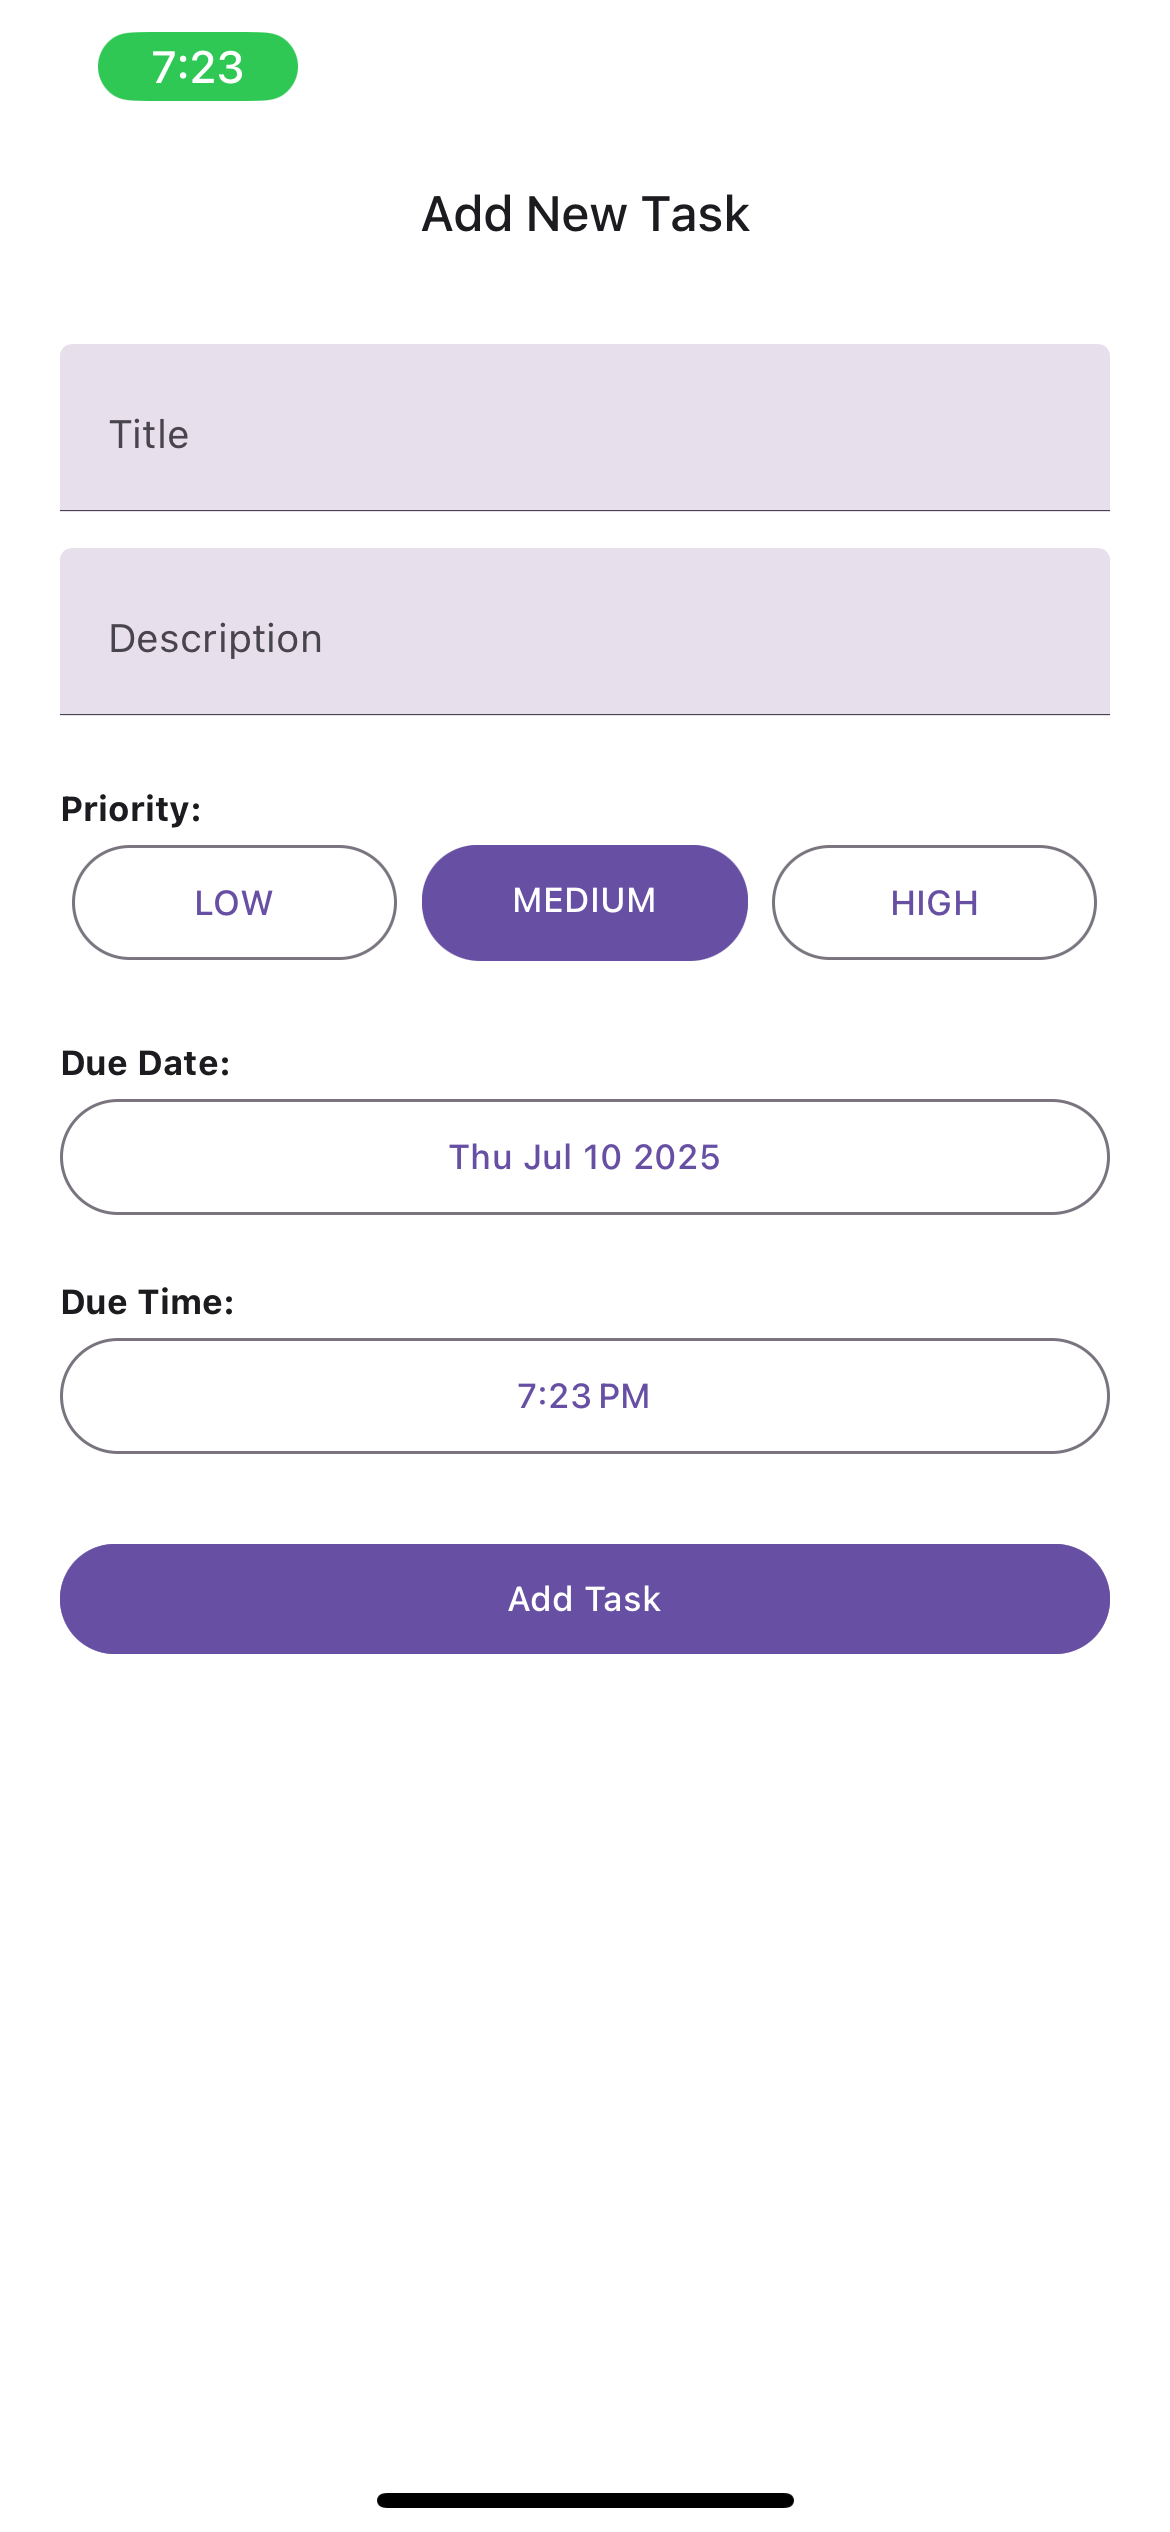 7:23
Add New Task
Title
Description
Priority:
LOW MEDIUM HIGH
Due Date:
Thu Jul 10 2025
Due Time:
7:23 PM
Add Task